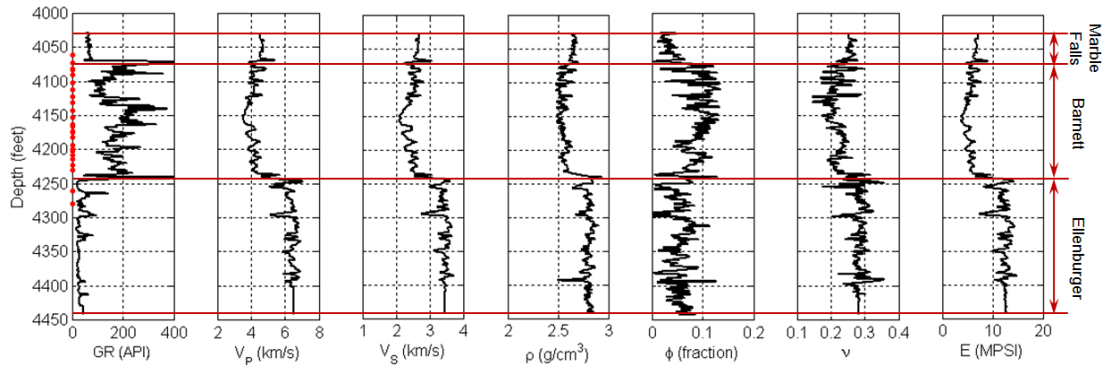 4000
4050
4100
4150
4200
4250
4300
4350
4400
4450
Depth (feet)
0 200 400
GR (API)
2 4 6 8
V_P (km/s)
1 2 3 4
V_S (km/s)
2 2.5 3
ρ (g/cm³)
0 0.1 0.2
ϕ (fraction)
0.1 0.2 0.3 0.4
ν
0 10 20
E (MPSI)
Marble
Falls
Barnett
Ellenburger